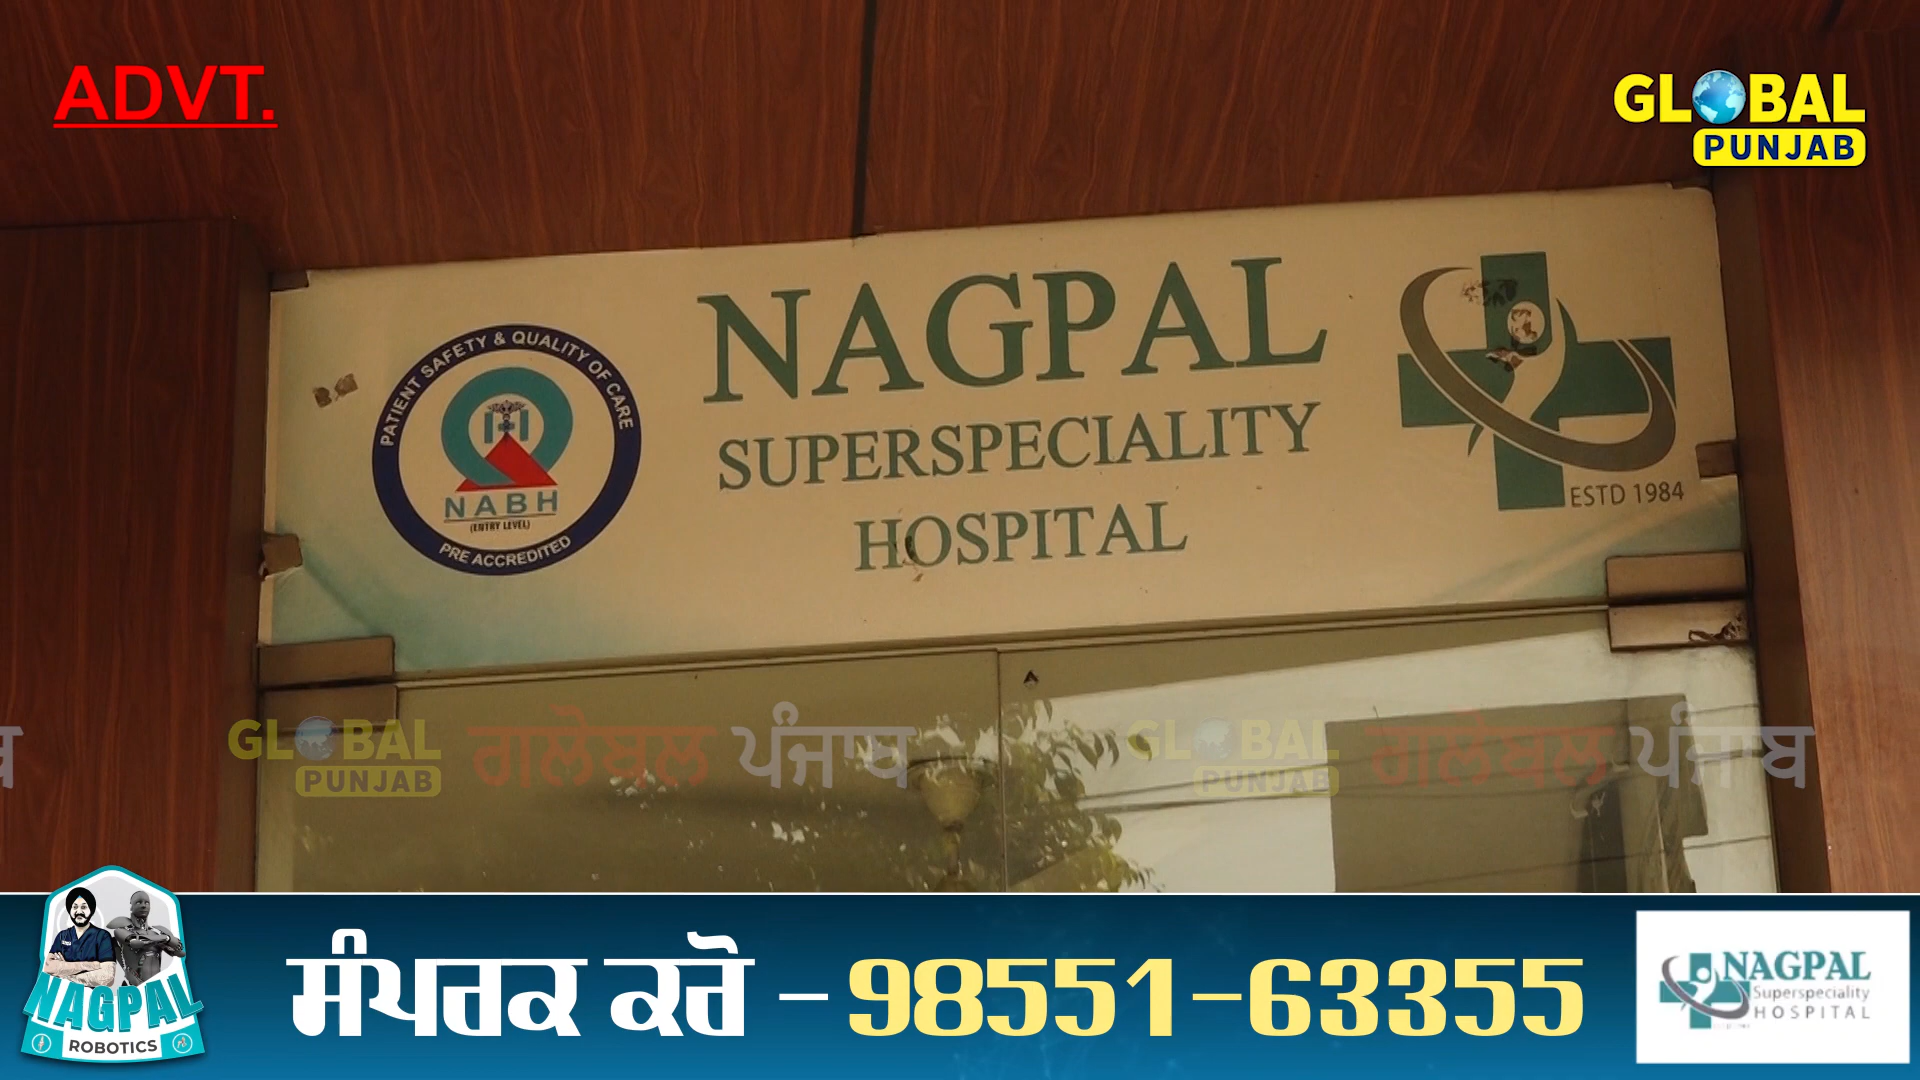 ADVT.
GLOBAL
PUNJAB
PATIENT SAFETY & QUALITY OF CARE
NABH
(ENTRY LEVEL)
PRE ACCREDITED
NAGPAL
SUPERSPECIALITY
HOSPITAL
ESTD 1984
GLOBAL PUNJAB ਗਲੋਬਲ ਪੰਜਾਬ GLOBAL PUNJAB ਗਲੋਬਲ ਪੰਜਾਬ
NAGPAL
ROBOTICS
ਸੰਪਰਕ ਕਰੋ - 98551-63355
NAGPAL
Superspeciality
HOSPITAL